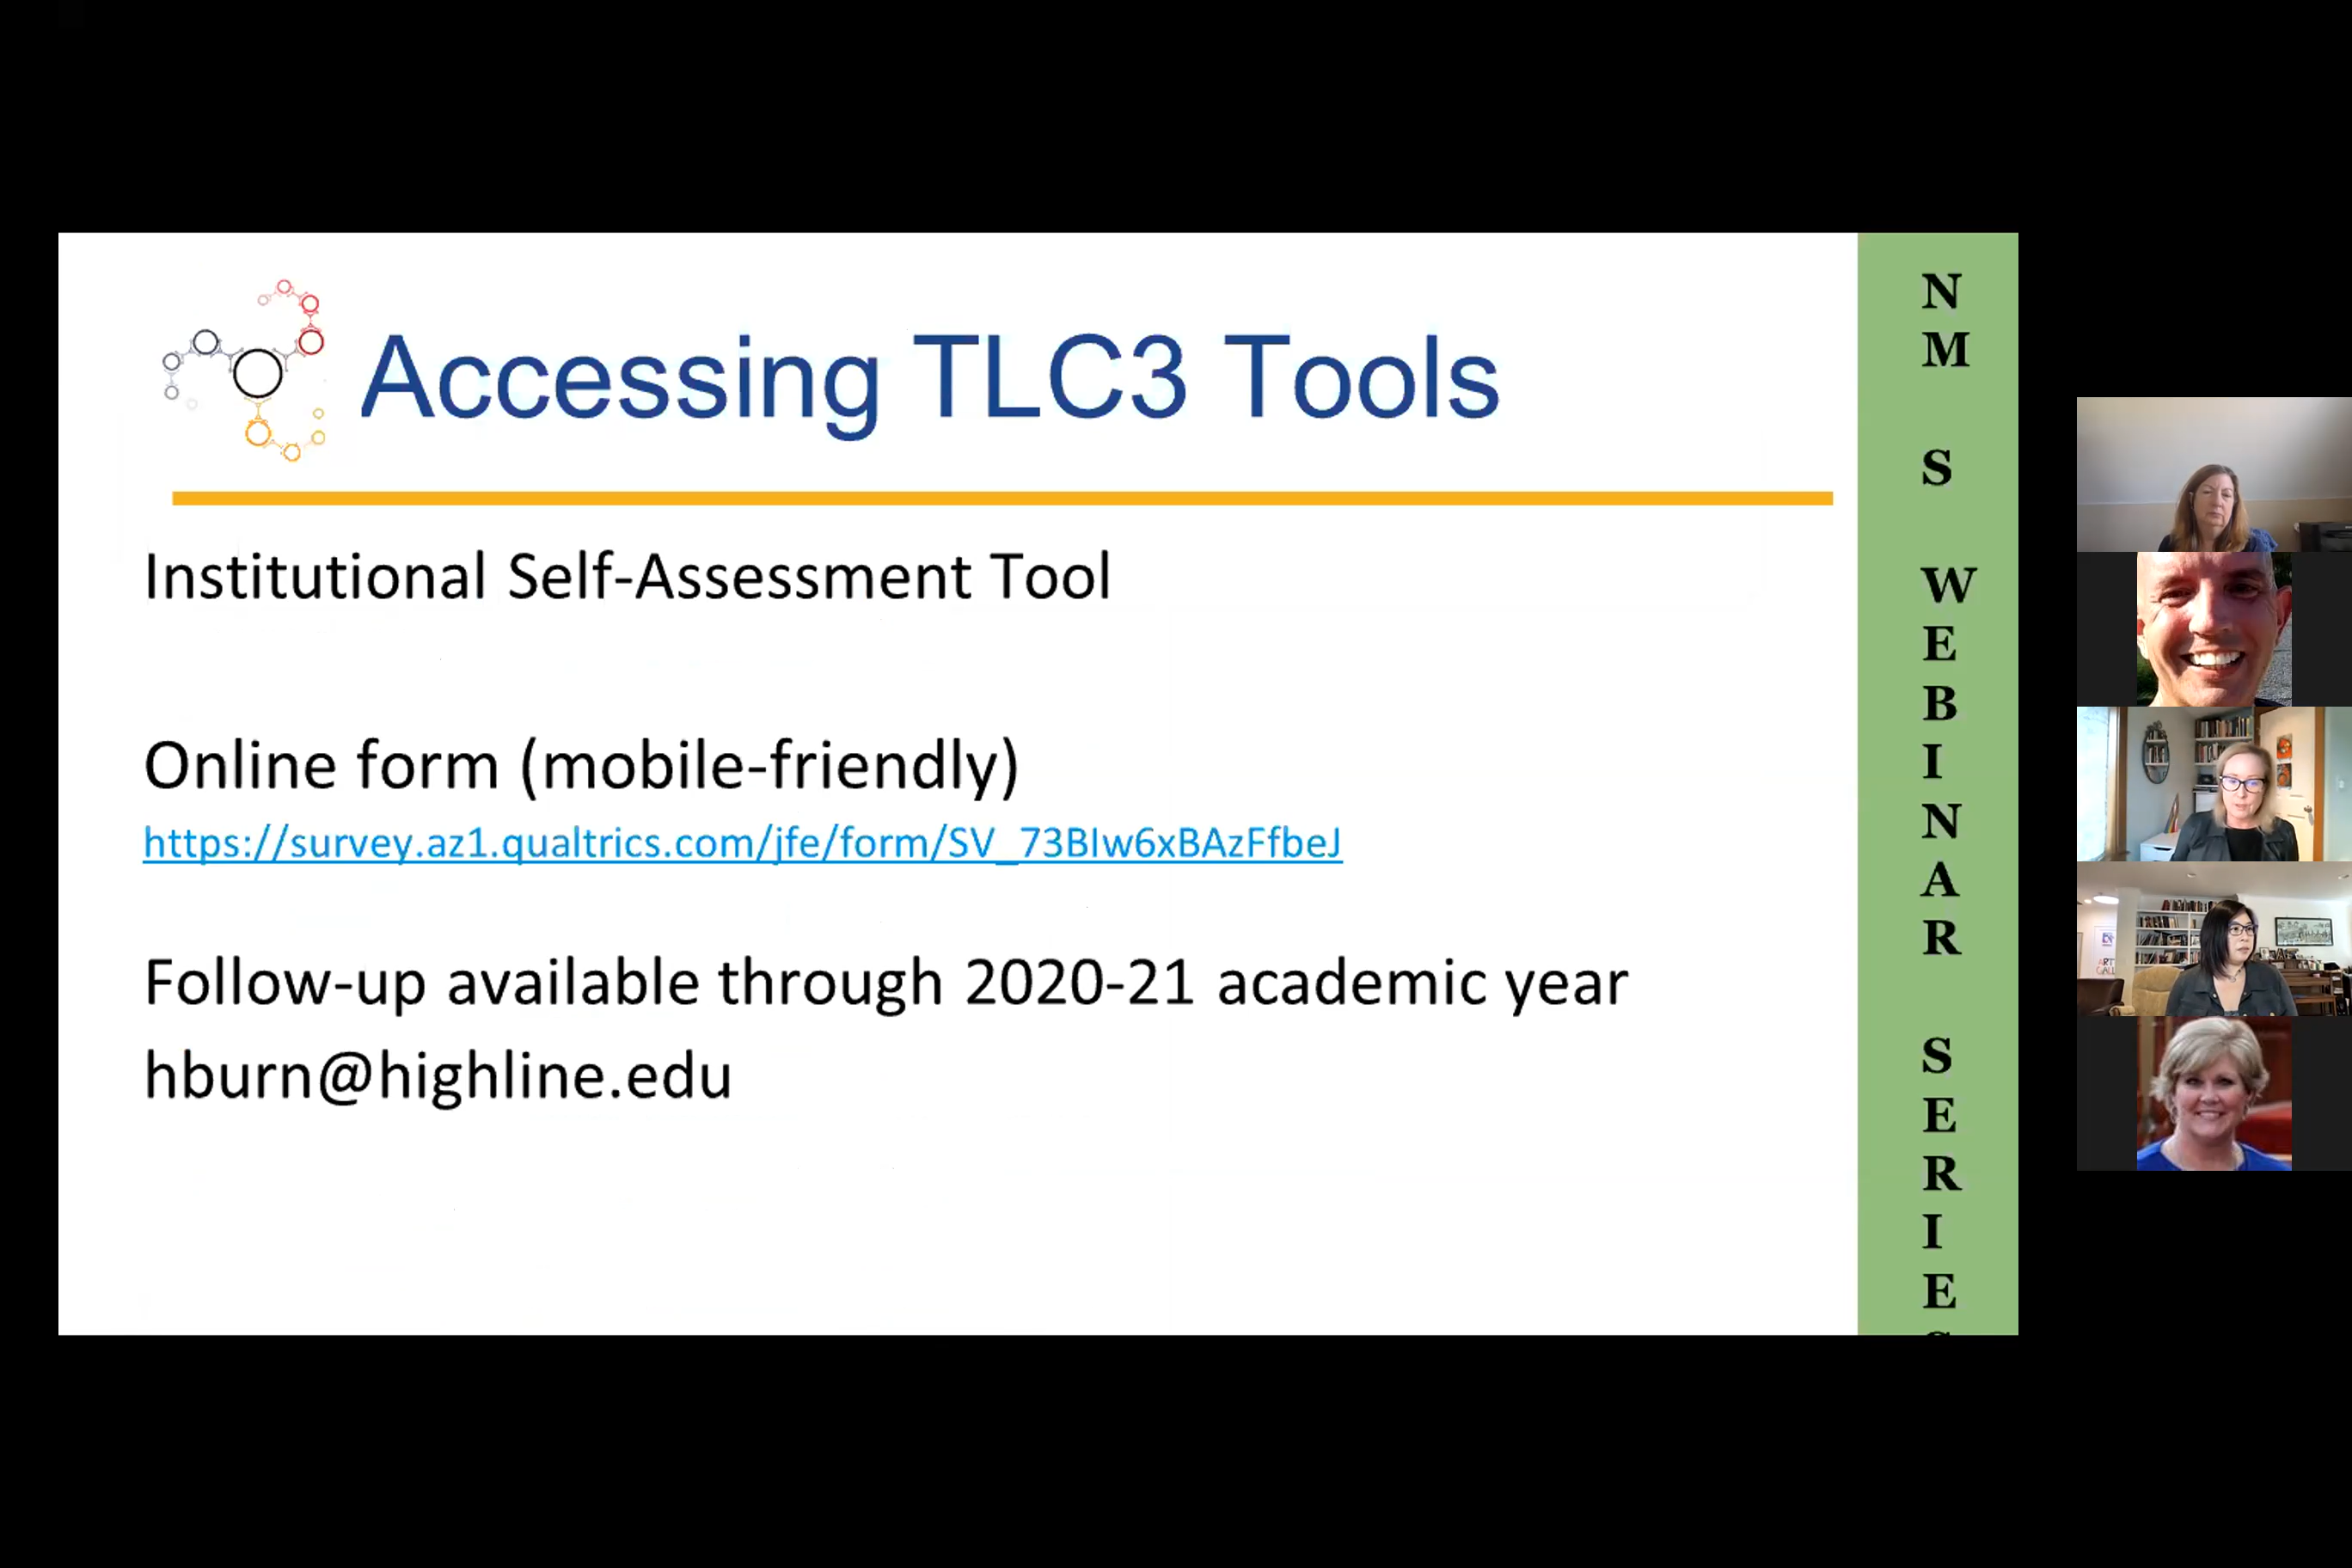 Accessing TLC3 Tools
Institutional Self-Assessment Tool
Online form (mobile-friendly)
https://survey.az1.qualtrics.com/jfe/form/SV_73BIw6xBAzFfbeJ
Follow-up available through 2020-21 academic year
hburn@highline.edu
N
M
S
W
E
B
I
N
A
R
S
E
R
I
E
ART